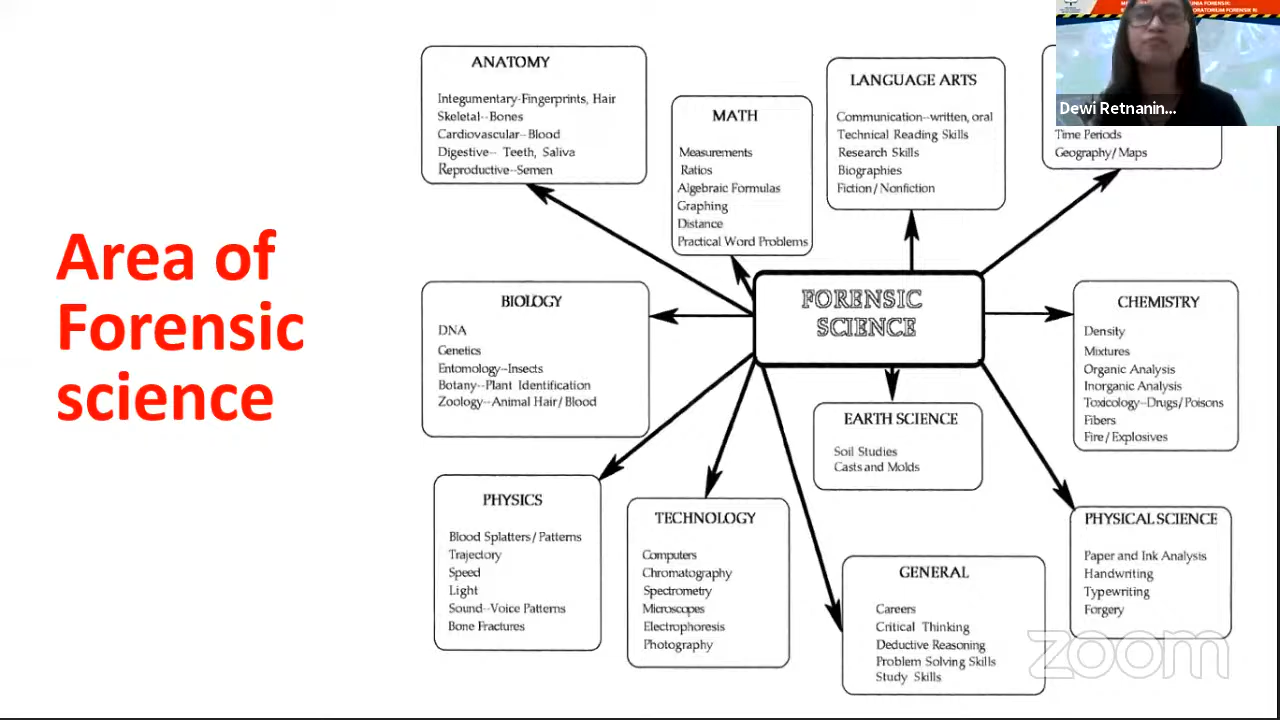 Area of
Forensic
science
ANATOMY
Integumentary-Fingerprints, Hair
Skeletal--Bones
Cardiovascular--Blood
Digestive-- Teeth, Saliva
Reproductive--Semen
MATH
Measurements
Ratios
Algebraic Formulas
Graphing
Distance
Practical Word Problems
LANGUAGE ARTS
Communication--written, oral
Technical Reading Skills
Research Skills
Biographies
Fiction/Nonfiction
Time Periods
Geography/Maps
Dewi Retnanin...
FORENSIC
SCIENCE
BIOLOGY
DNA
Genetics
Entomology--Insects
Botany--Plant Identification
Zoology--Animal Hair/Blood
CHEMISTRY
Density
Mixtures
Organic Analysis
Inorganic Analysis
Toxicology--Drugs/Poisons
Fibers
Fire/Explosives
EARTH SCIENCE
Soil Studies
Casts and Molds
PHYSICS
Blood Splatters/Patterns
Trajectory
Speed
Light
Sound--Voice Patterns
Bone Fractures
TECHNOLOGY
Computers
Chromatography
Spectrometry
Microscopes
Electrophoresis
Photography
GENERAL
Careers
Critical Thinking
Deductive Reasoning
Problem Solving Skills
Study Skills
PHYSICAL SCIENCE
Paper and Ink Analysis
Handwriting
Typewriting
Forgery
zoom